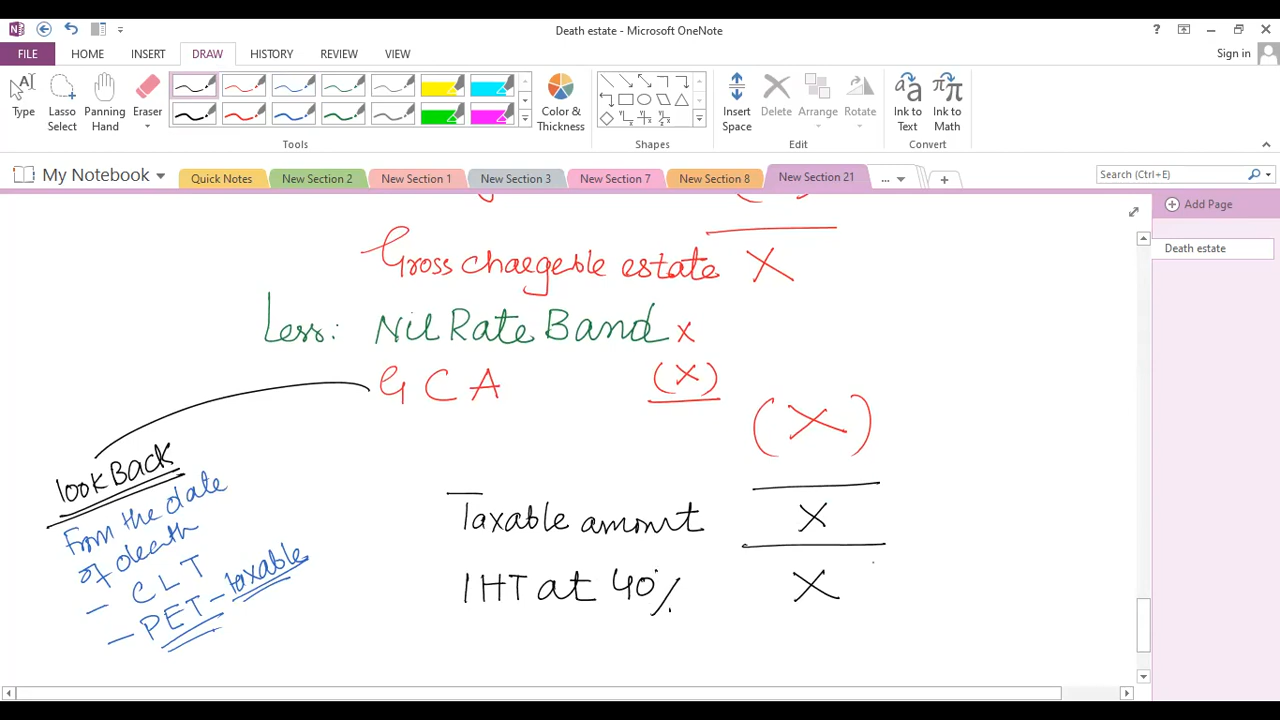 Death estate - Microsoft OneNote
?
FILE HOME INSERT DRAW HISTORY REVIEW VIEW
Sign in
Type
Lasso Select
Panning Hand
Eraser
Color & Thickness
Insert Space
Delete
Arrange
Rotate
Ink to Text
Ink to Math
Tools
Shapes
Edit
Convert
My Notebook
Quick Notes
New Section 2
New Section 1
New Section 3
New Section 7
New Section 8
New Section 21
...
Search (Ctrl+E)
Add Page
Death estate
Gross chargeable estate X
Less: Nil Rate Band x
G C A (x)
(X)
Taxable amount X
IHT at 40% X
look Back
From the date
of death
- CLT
- PET - taxable